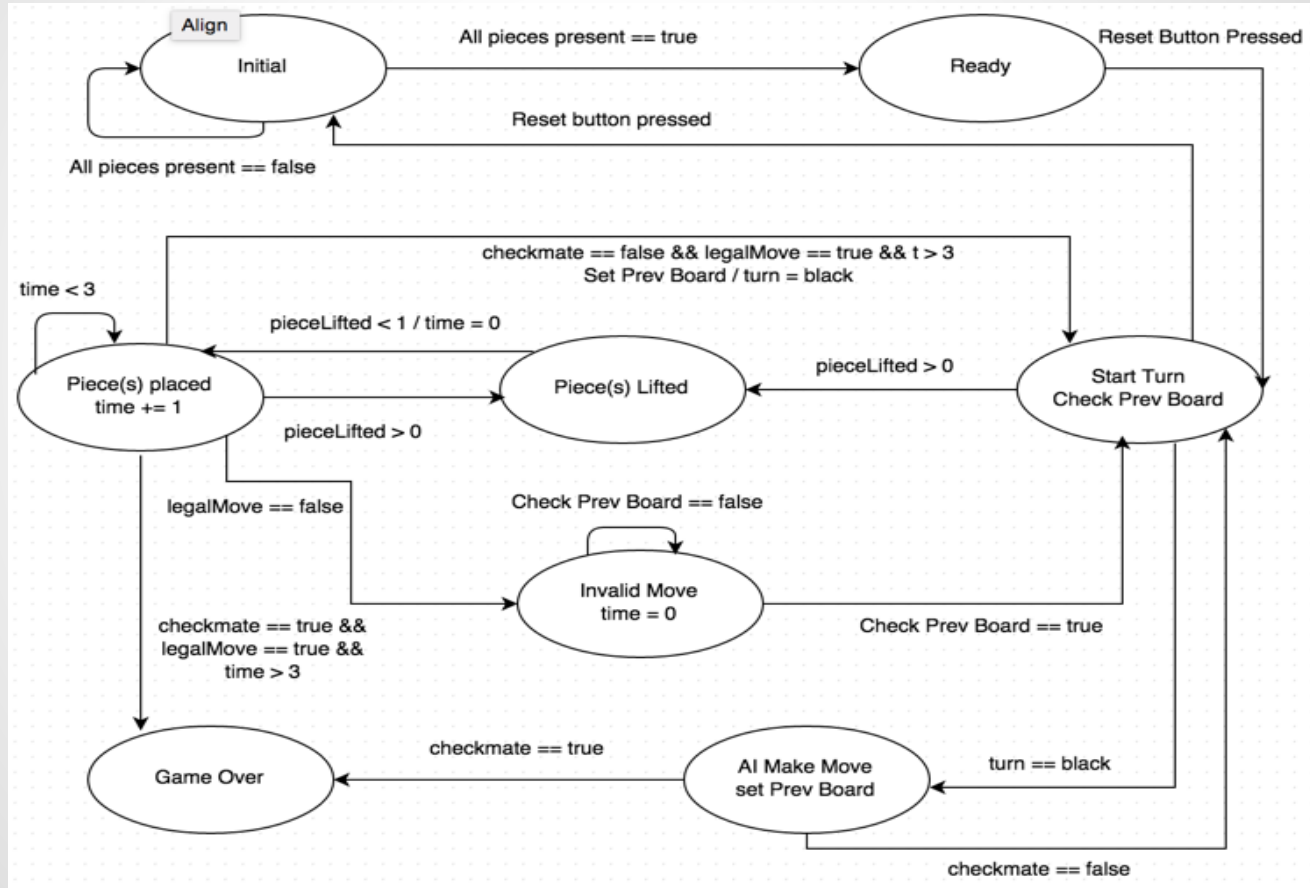 Align
Initial
All pieces present == true
Ready
Reset Button Pressed
Reset button pressed
All pieces present == false
checkmate == false && legalMove == true && t > 3
Set Prev Board / turn = black
time < 3
pieceLifted < 1 / time = 0
Piece(s) placed
time += 1
Piece(s) Lifted
pieceLifted > 0
Start Turn
Check Prev Board
pieceLifted > 0
legalMove == false
Check Prev Board == false
Invalid Move
time = 0
checkmate == true &&
legalMove == true &&
time > 3
Check Prev Board == true
Game Over
checkmate == true
AI Make Move
set Prev Board
turn == black
checkmate == false